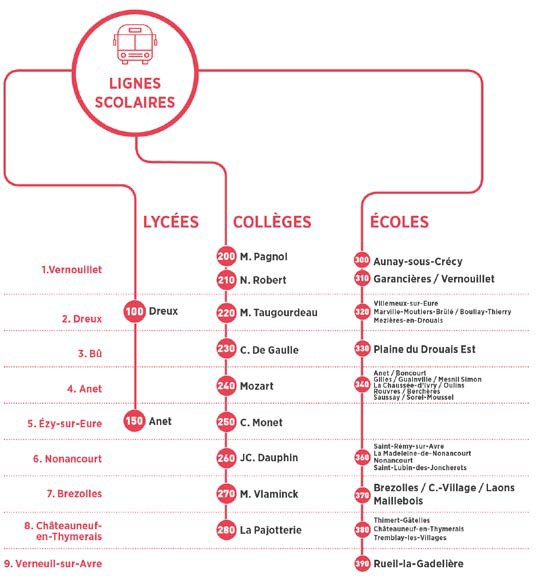 LIGNES
SCOLAIRES
LYCÉES
COLLÈGES
ÉCOLES
1.Vernouillet
200 M. Pagnol
300 Aunay-sous-Crécy
210 N. Robert
310 Garancières / Vernouillet
2. Dreux
100 Dreux
220 M. Taugourdeau
320
Villemeux-sur-Eure
Marville-Moutiers-Brûlé / Boullay-Thierry
Mezières-en-Drouais
3. Bû
230 C. De Gaulle
330 Plaine du Drouais Est
4. Anet
240 Mozart
340
Anet / Boncourt
Gilles / Guainville / Mesnil Simon
La Chaussée-d'Ivry / Oulins
Rouvres / Berchères
Saussay / Sorel-Moussel
5. Ézy-sur-Eure
150 Anet
250 C. Monet
6. Nonancourt
260 JC. Dauphin
360
Saint-Rémy-sur-Avre
La Madeleine-de-Nonancourt
Nonancourt
Saint-Lubin-des-Joncherets
7. Brezolles
270 M. Vlaminck
370
Brezolles / C.-Village / Laons
Maillebois
8. Châteauneuf-
en-Thymerais
280 La Pajotterie
380
Thimert-Gâtelles
Châteauneuf-en-Thymerais
Tremblay-les-Villages
9. Verneuil-sur-Avre
390 Rueil-la-Gadelière